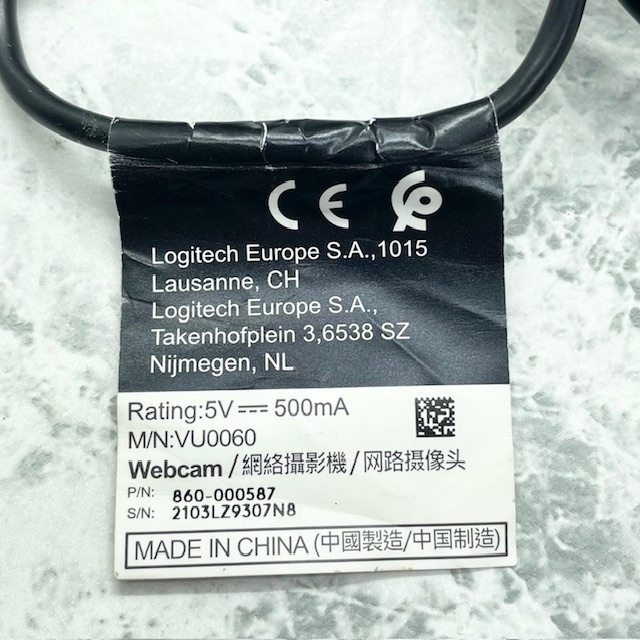 CE
Logitech Europe S.A.,1015
Lausanne, CH
Logitech Europe S.A.,
Takenhofplein 3,6538 SZ
Nijmegen, NL
Rating:5V⎓ 500mA
M/N:VU0060
Webcam/網絡攝影機/网路摄像头
P/N: 860-000587
S/N: 2103LZ9307N8
MADE IN CHINA (中國製造/中国制造)